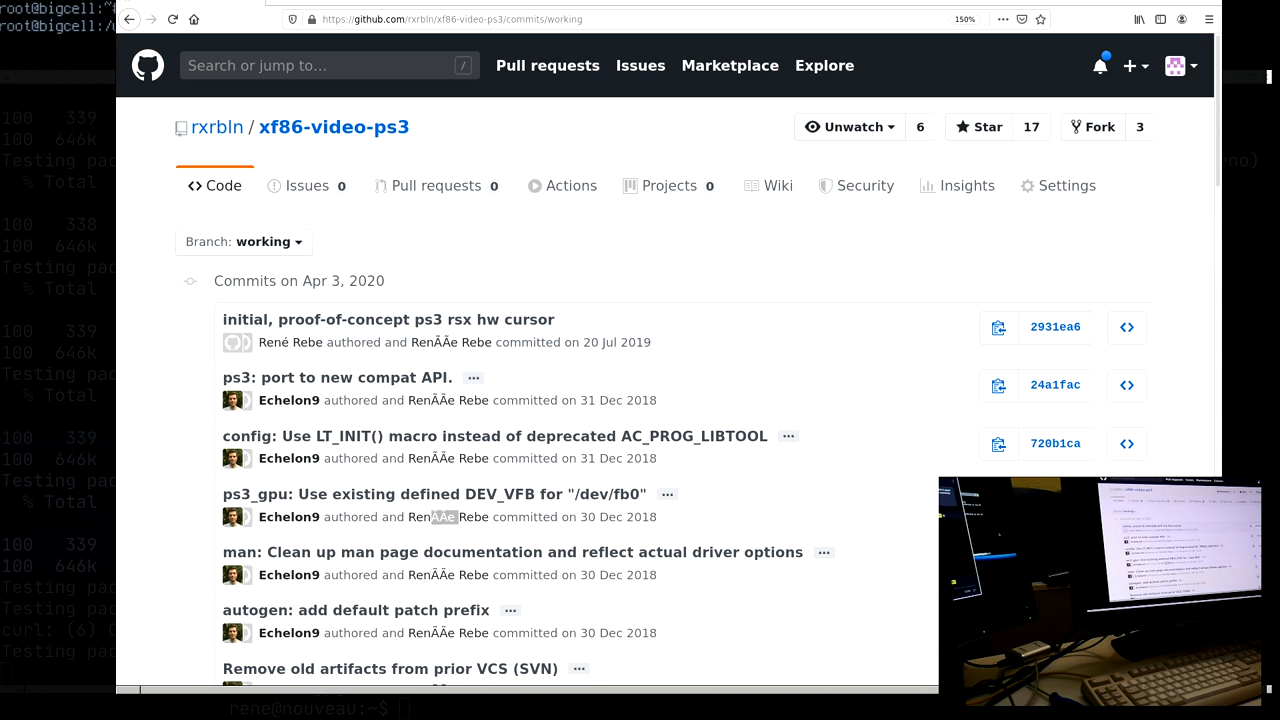 root@bigcell:~
root@bigcell:/
https://github.com/rxrbln/xf86-video-ps3/commits/working
150%
Search or jump to…
/
Pull requests Issues Marketplace Explore
rxrbln / xf86-video-ps3
Unwatch 6
Star 17
Fork 3
Code
Issues 0
Pull requests 0
Actions
Projects 0
Wiki
Security
Insights
Settings
Branch: working
Commits on Apr 3, 2020
initial, proof-of-concept ps3 rsx hw cursor
René Rebe authored and RenÃÃe Rebe committed on 20 Jul 2019
2931ea6
ps3: port to new compat API. …
Echelon9 authored and RenÃÃe Rebe committed on 31 Dec 2018
24a1fac
config: Use LT_INIT() macro instead of deprecated AC_PROG_LIBTOOL …
Echelon9 authored and RenÃÃe Rebe committed on 31 Dec 2018
720b1ca
ps3_gpu: Use existing defined DEV_VFB for "/dev/fb0" …
Echelon9 authored and RenÃÃe Rebe committed on 30 Dec 2018
man: Clean up man page documentation and reflect actual driver options …
Echelon9 authored and RenÃÃe Rebe committed on 30 Dec 2018
autogen: add default patch prefix …
Echelon9 authored and RenÃÃe Rebe committed on 30 Dec 2018
Remove old artifacts from prior VCS (SVN) …
100 339
100 646k
Testing pac
% Total
100 338
100 646k
Testing pac
% Total
100 339
100 646k
Testing pac
% Total
100 339
100 646k
Testing pac
% Total
100 339
100 646k
Testing pac
Testing pac
curl: (6) C
Testing pac
rene@nouveau:~$